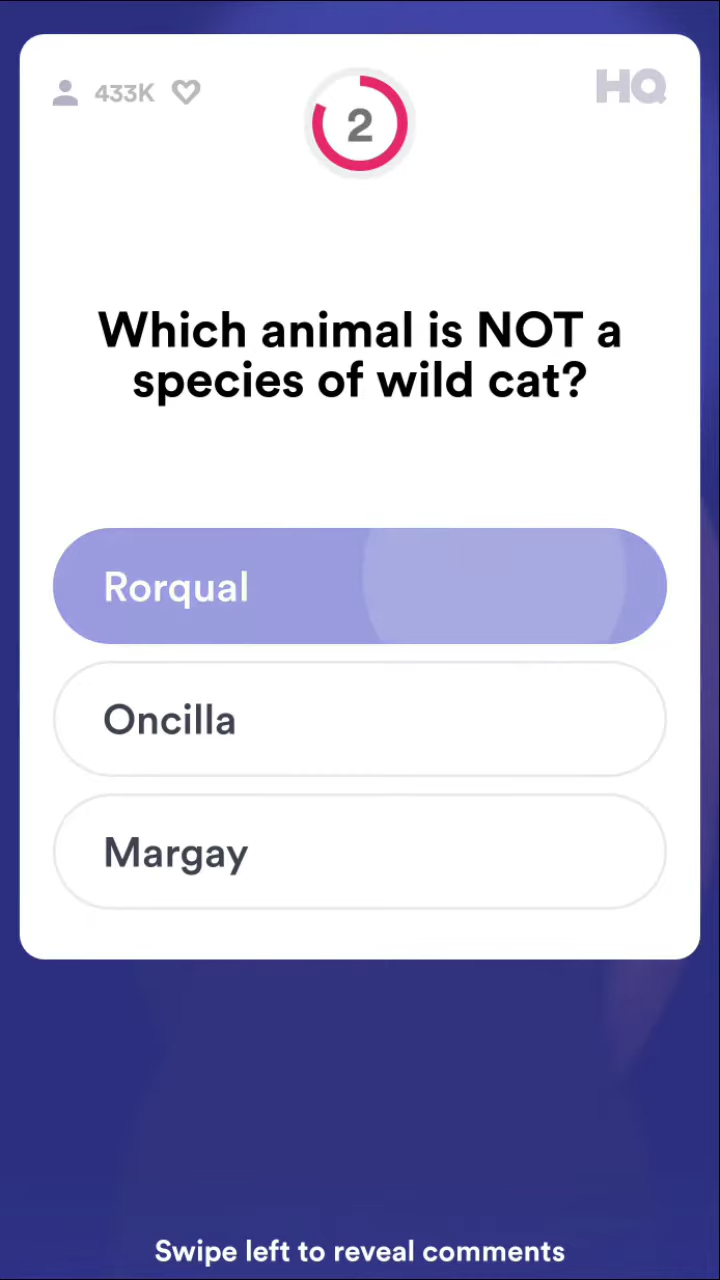 433K
2
HQ
Which animal is NOT a
species of wild cat?
Rorqual
Oncilla
Margay
Swipe left to reveal comments